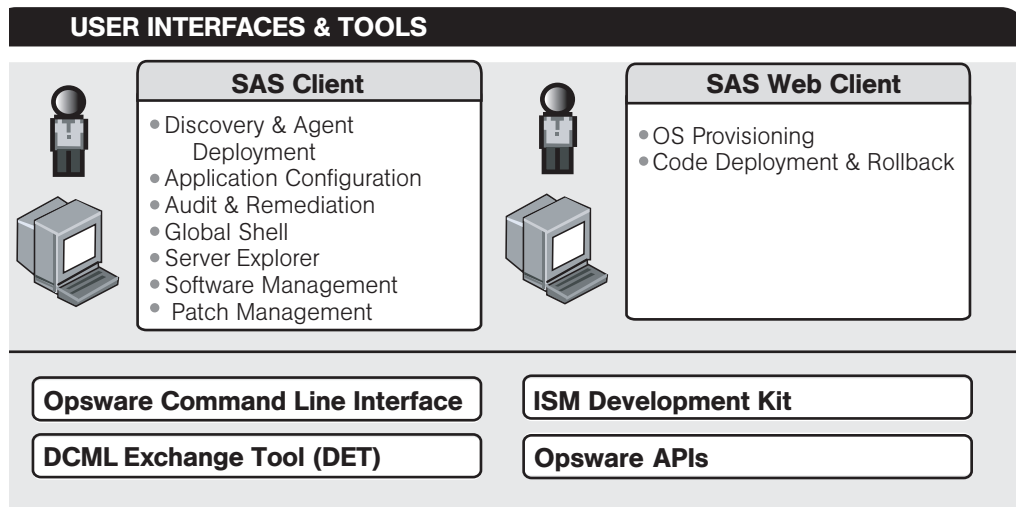 USER INTERFACES & TOOLS
SAS Client
• Discovery & Agent
Deployment
• Application Configuration
• Audit & Remediation
• Global Shell
• Server Explorer
• Software Management
• Patch Management
SAS Web Client
• OS Provisioning
• Code Deployment & Rollback
Opsware Command Line Interface
ISM Development Kit
DCML Exchange Tool (DET)
Opsware APIs